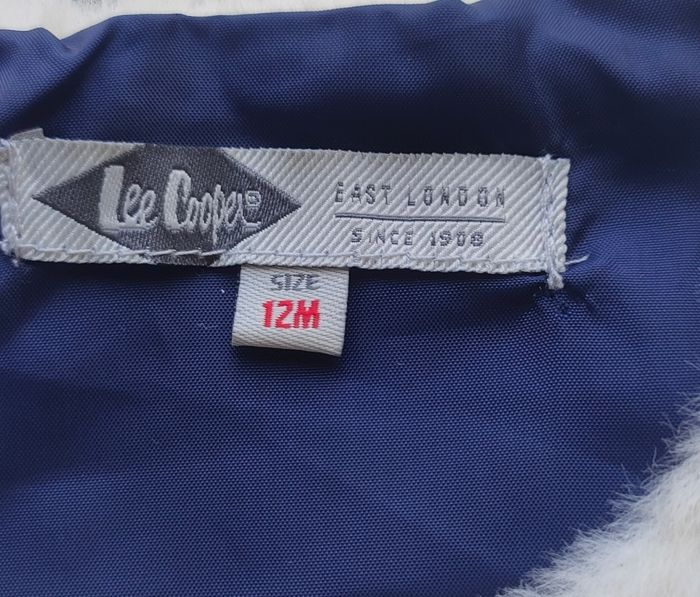 Lee Cooper®
EAST LONDON
SINCE 1908
SIZE
12M